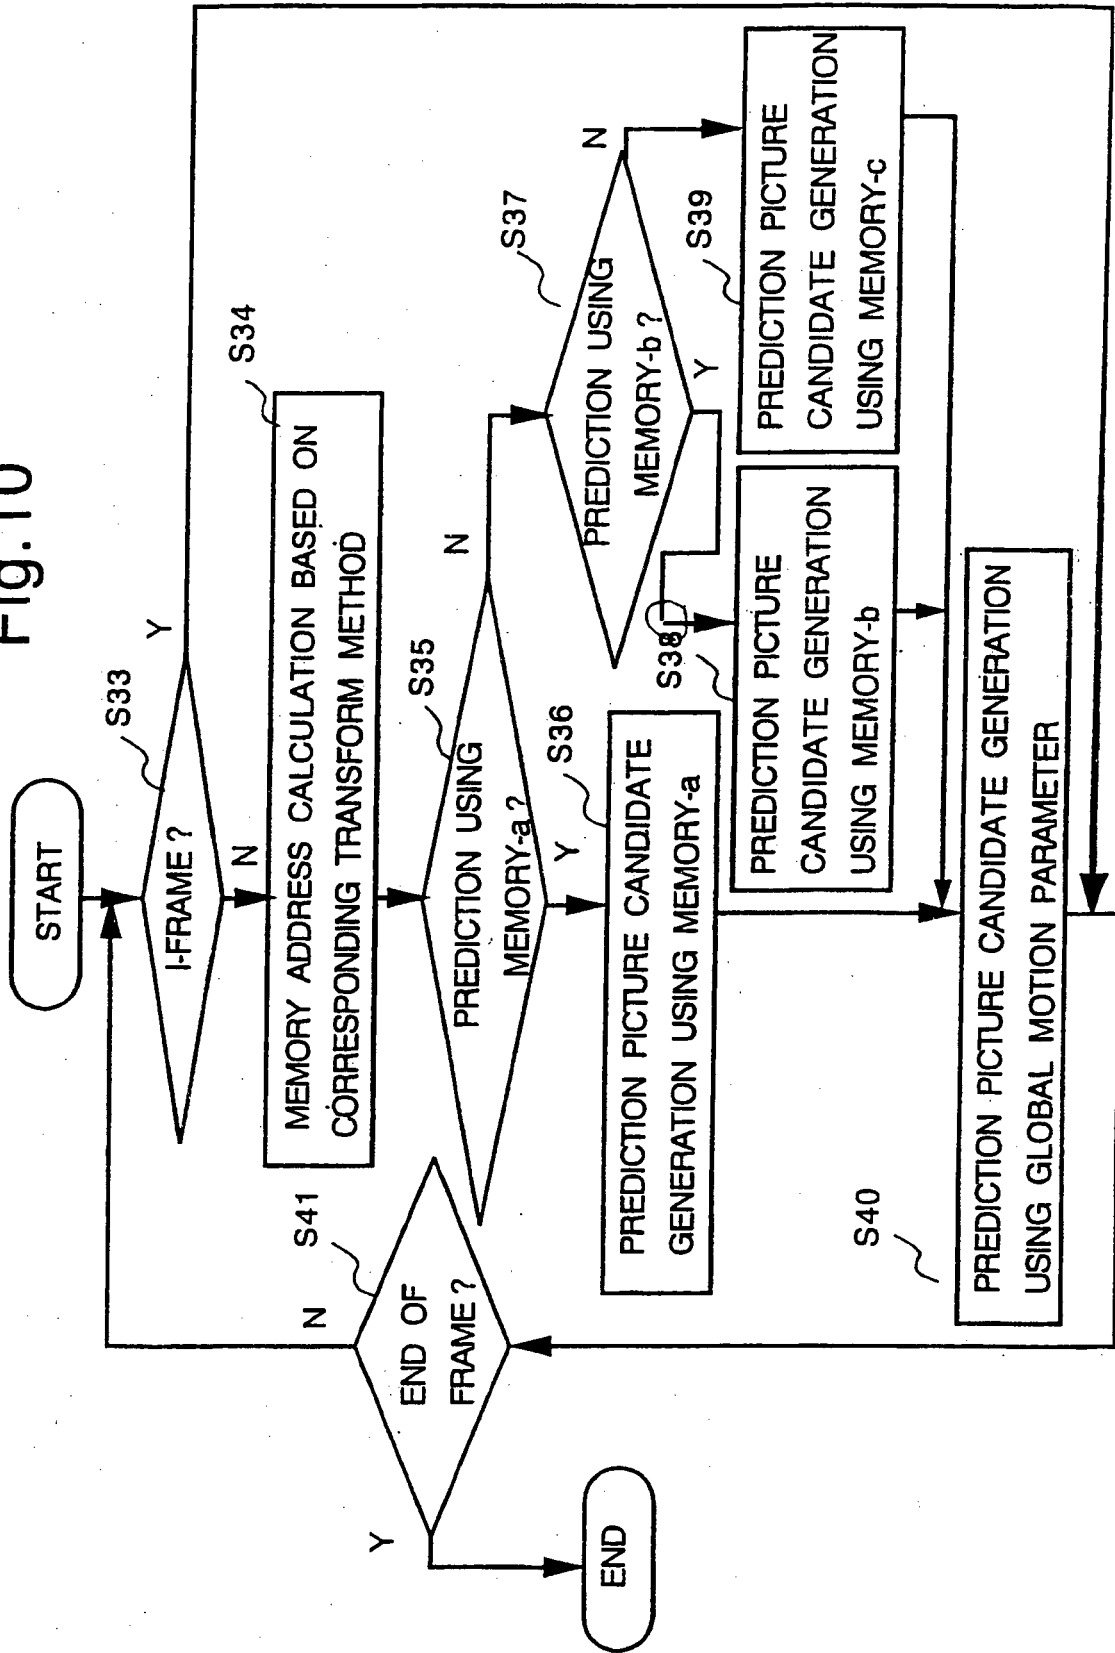 Fig.10
START
S33
I-FRAME ?
Y
N
S34
MEMORY ADDRESS CALCULATION BASED ON
CORRESPONDING TRANSFORM METHOD
S35
PREDICTION USING
MEMORY-a ?
N
Y
S36
PREDICTION PICTURE CANDIDATE
GENERATION USING MEMORY-a
S37
PREDICTION USING
MEMORY-b ?
N
Y
S38
PREDICTION PICTURE
CANDIDATE GENERATION
USING MEMORY-b
S39
PREDICTION PICTURE
CANDIDATE GENERATION
USING MEMORY-c
S40
PREDICTION PICTURE CANDIDATE GENERATION
USING GLOBAL MOTION PARAMETER
S41
END OF
FRAME ?
N
Y
END